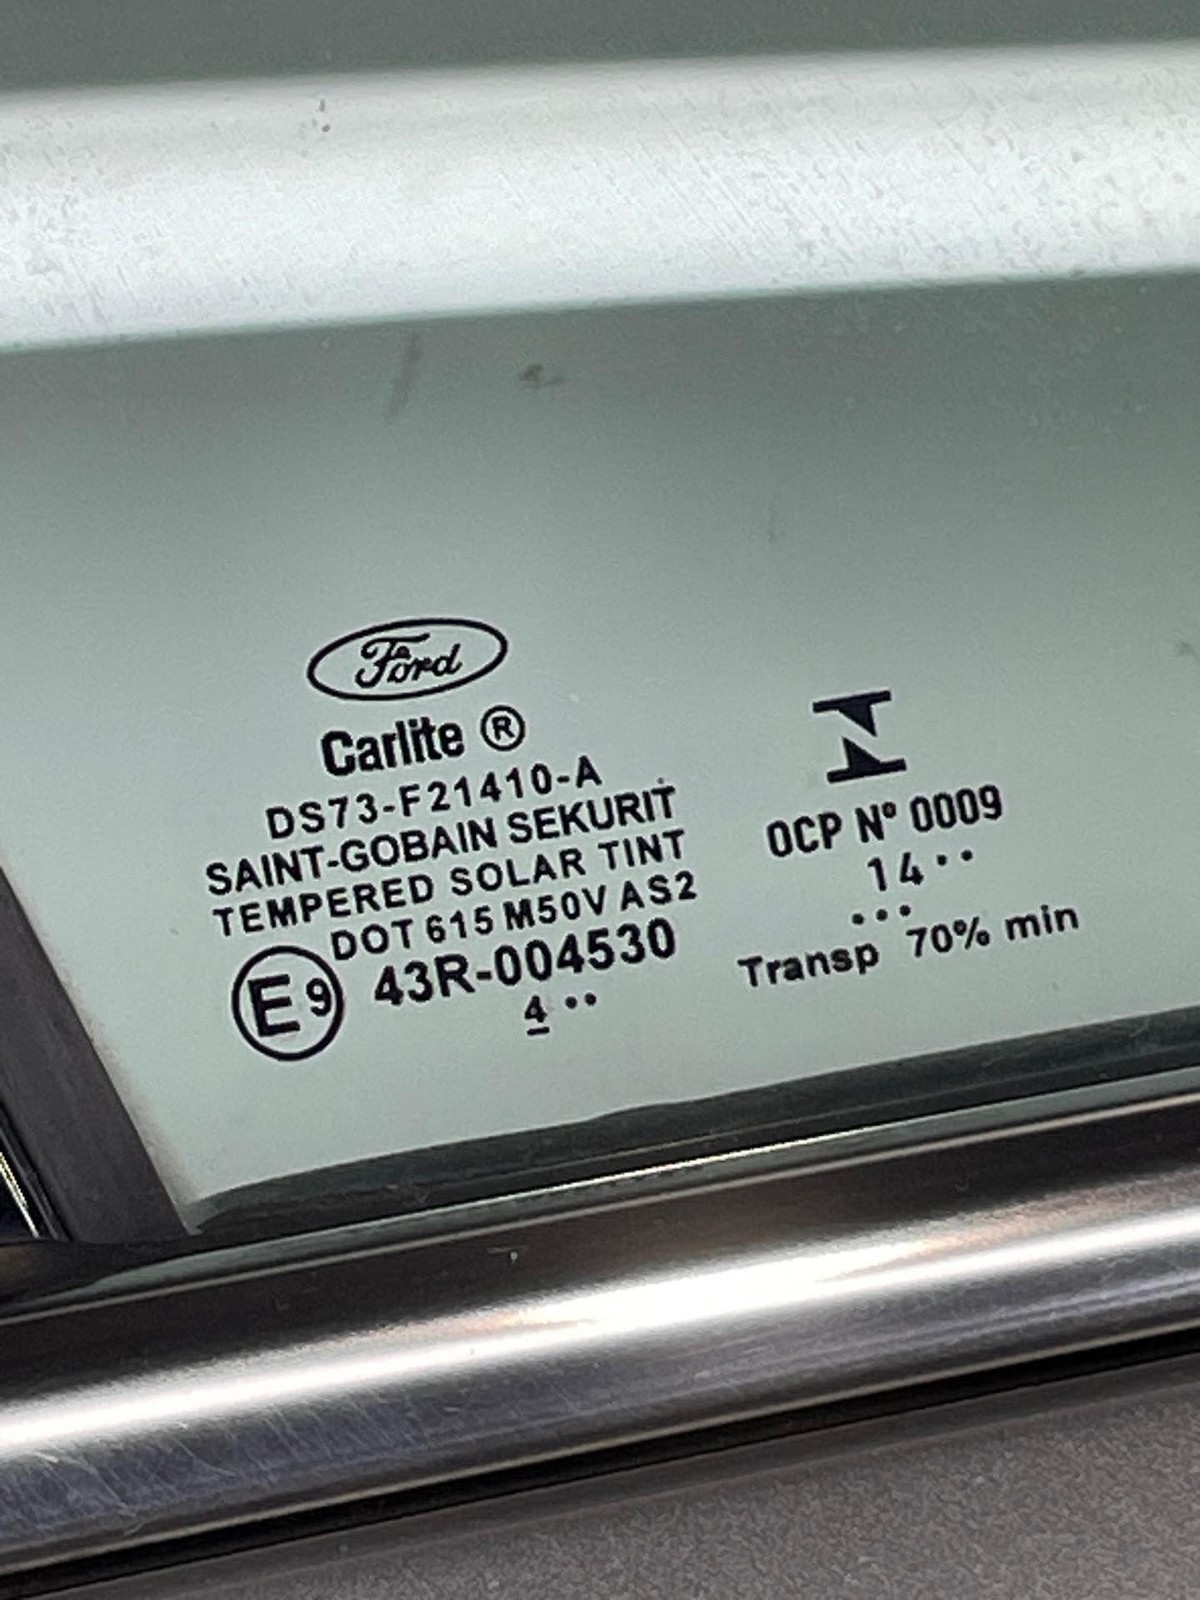 Ford
Carlite ®
DS73-F21410-A
SAINT-GOBAIN SEKURIT
TEMPERED SOLAR TINT
DOT 615 M50V AS2
E9 43R-004530
4 ••
OCP Nº 0009
14 ••
•••
Transp 70% min